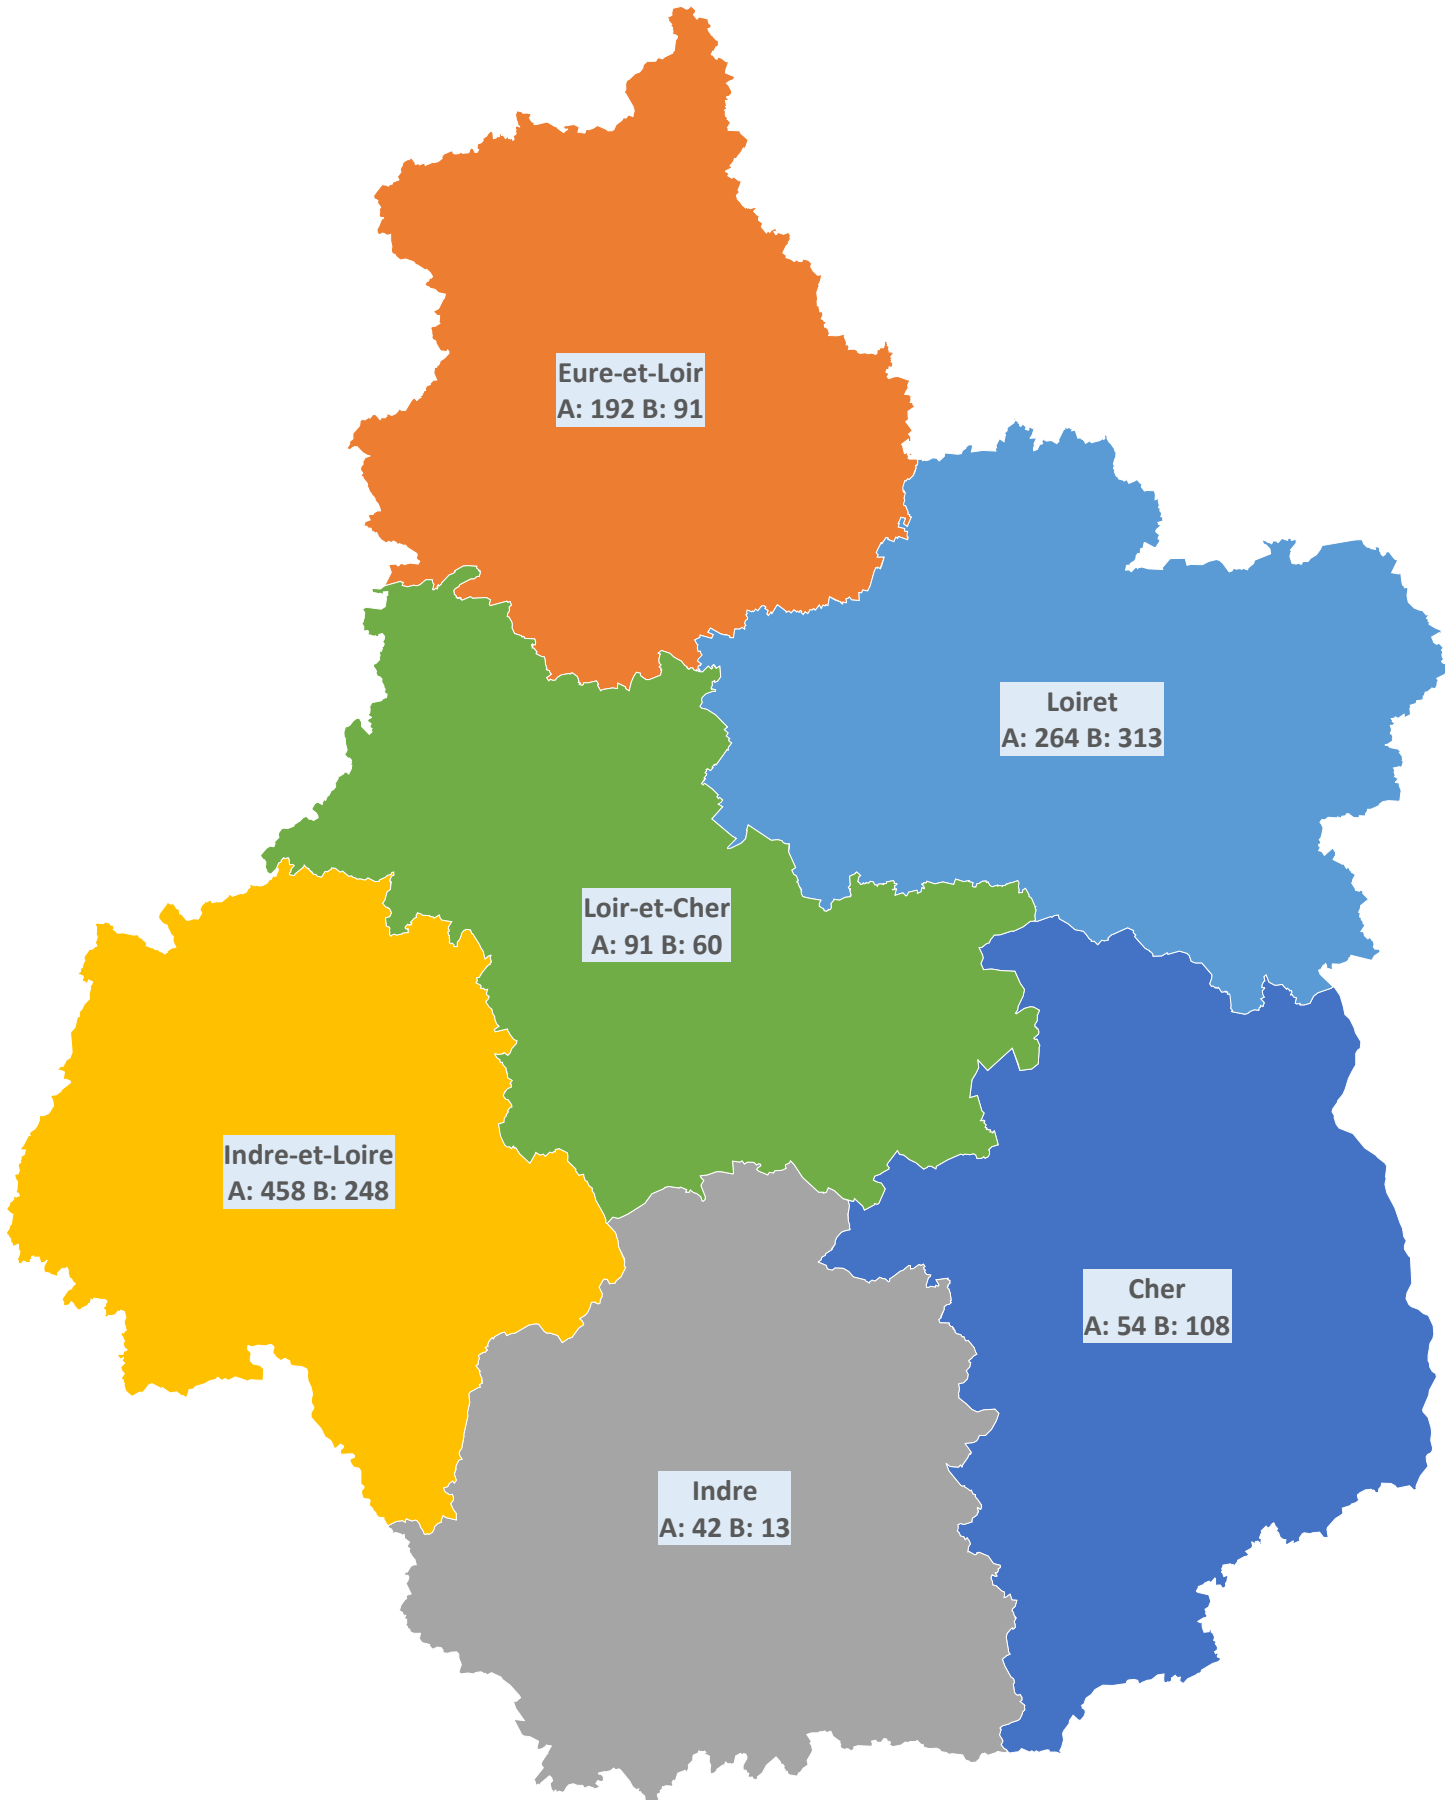 Eure-et-Loir
A: 192 B: 91
Loiret
A: 264 B: 313
Loir-et-Cher
A: 91 B: 60
Indre-et-Loire
A: 458 B: 248
Cher
A: 54 B: 108
Indre
A: 42 B: 13